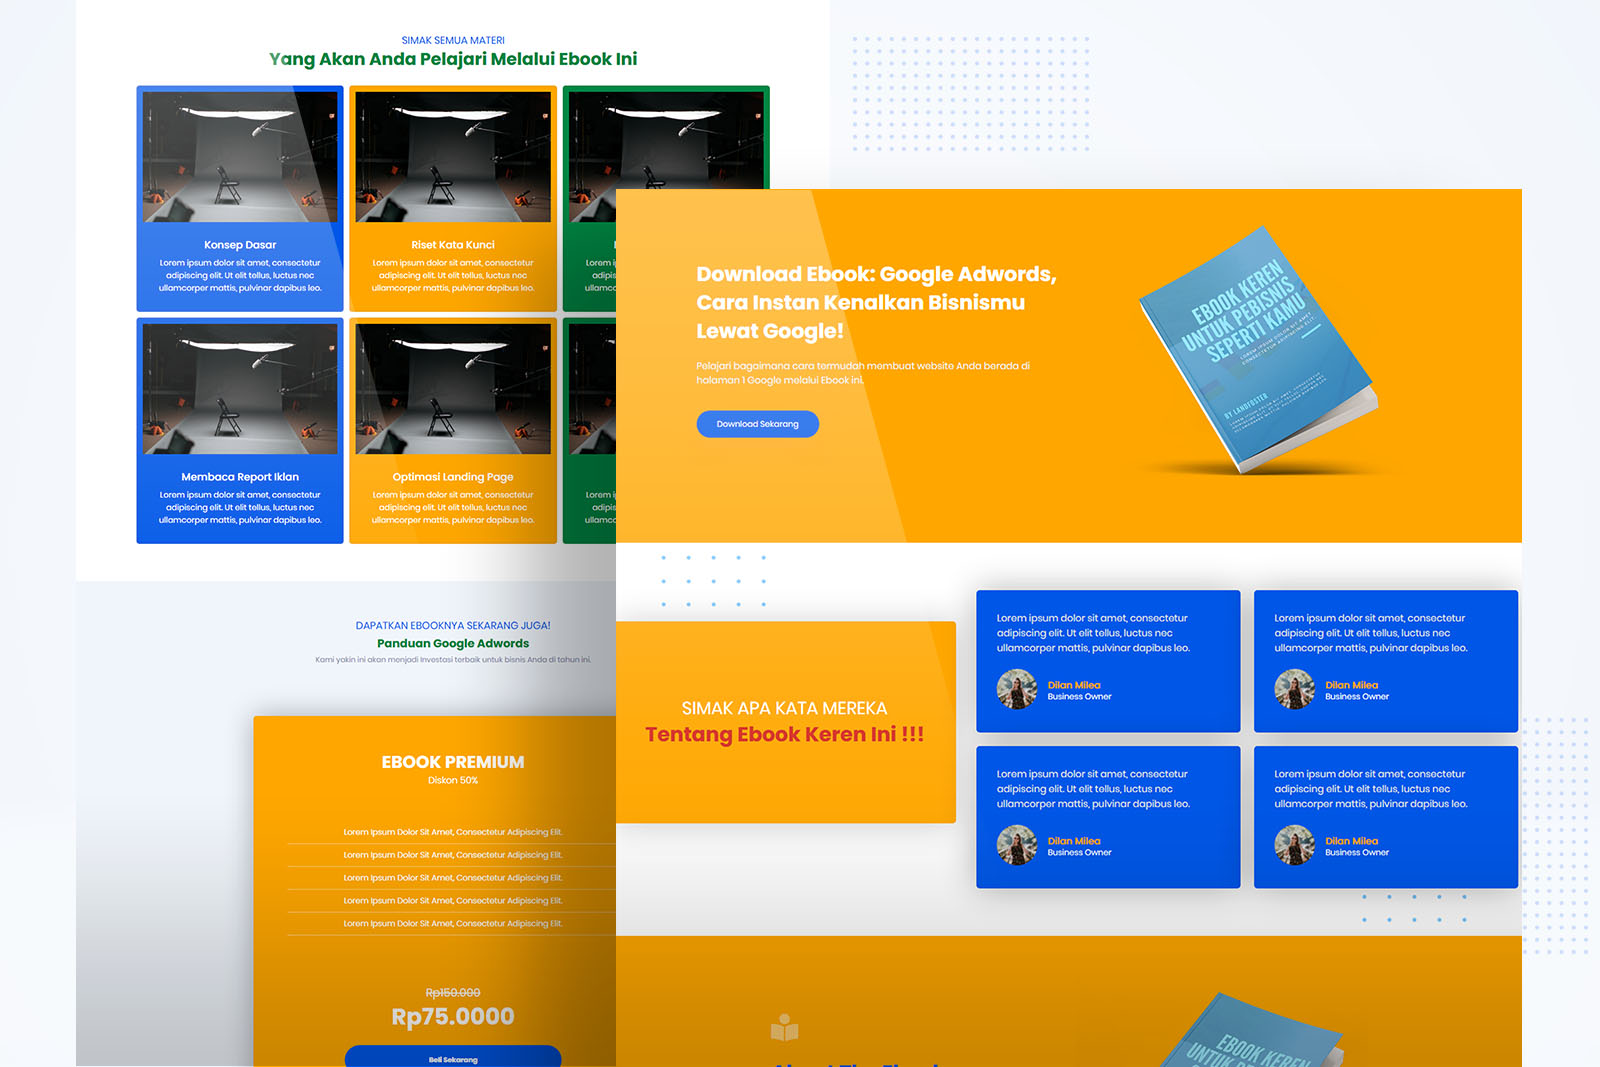 SIMAK SEMUA MATERI
Yang Akan Anda Pelajari Melalui Ebook Ini
Konsep Dasar
Lorem ipsum dolor sit amet, consectetur
adipiscing elit. Ut elit tellus, luctus nec
ullamcorper mattis, pulvinar dapibus leo.
Riset Kata Kunci
Lorem ipsum dolor sit amet, consectetur
adipiscing elit. Ut elit tellus, luctus nec
ullamcorper mattis, pulvinar dapibus leo.
Membaca Report Iklan
Lorem ipsum dolor sit amet, consectetur
adipiscing elit. Ut elit tellus, luctus nec
ullamcorper mattis, pulvinar dapibus leo.
Optimasi Landing Page
Lorem ipsum dolor sit amet, consectetur
adipiscing elit. Ut elit tellus, luctus nec
ullamcorper mattis, pulvinar dapibus leo.
DAPATKAN EBOOKNYA SEKARANG JUGA!
Panduan Google Adwords
Kami yakin ini akan menjadi Investasi terbaik untuk bisnis Anda di tahun ini.
EBOOK PREMIUM
Diskon 50%
Lorem Ipsum Dolor Sit Amet, Consectetur Adipiscing Elit.
Lorem Ipsum Dolor Sit Amet, Consectetur Adipiscing Elit.
Lorem Ipsum Dolor Sit Amet, Consectetur Adipiscing Elit.
Lorem Ipsum Dolor Sit Amet, Consectetur Adipiscing Elit.
Lorem Ipsum Dolor Sit Amet, Consectetur Adipiscing Elit.
Rp150.000
Rp75.0000
Beli Sekarang
Download Ebook: Google Adwords,
Cara Instan Kenalkan Bisnismu
Lewat Google!
Pelajari bagaimana cara termudah membuat website Anda berada di
halaman 1 Google melalui Ebook ini.
Download Sekarang
EBOOK KEREN
UNTUK PEBISNIS
SEPERTI KAMU
LOREM IPSUM DOLOR SIT AMET
CONSECTETUR ADIPISCING ELIT.
BY LANDFOSTER
SIMAK APA KATA MEREKA
Tentang Ebook Keren Ini !!!
Lorem ipsum dolor sit amet, consectetur
adipiscing elit. Ut elit tellus, luctus nec
ullamcorper mattis, pulvinar dapibus leo.
Dilan Milea
Business Owner
Lorem ipsum dolor sit amet, consectetur
adipiscing elit. Ut elit tellus, luctus nec
ullamcorper mattis, pulvinar dapibus leo.
Dilan Milea
Business Owner
Lorem ipsum dolor sit amet, consectetur
adipiscing elit. Ut elit tellus, luctus nec
ullamcorper mattis, pulvinar dapibus leo.
Dilan Milea
Business Owner
Lorem ipsum dolor sit amet, consectetur
adipiscing elit. Ut elit tellus, luctus nec
ullamcorper mattis, pulvinar dapibus leo.
Dilan Milea
Business Owner
EBOOK KEREN